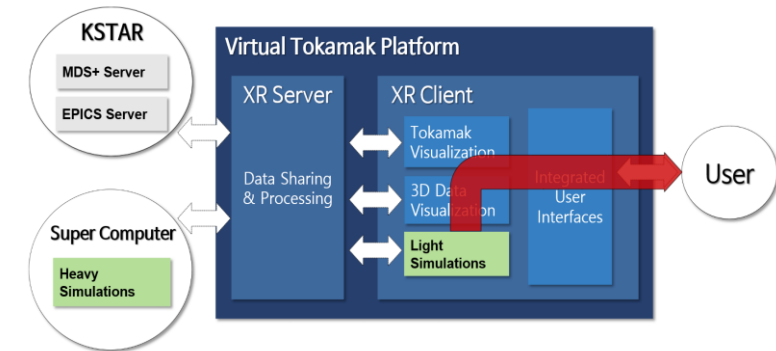 KSTAR
MDS+ Server
EPICS Server
Super Computer
Heavy
Simulations
Virtual Tokamak Platform
XR Server
Data Sharing
& Processing
XR Client
Tokamak
Visualization
3D Data
Visualization
Light
Simulations
Integrated
User
Interfaces
User